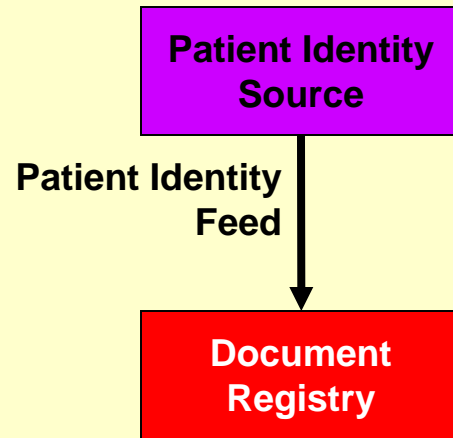 Patient Identity
Source
Patient Identity
Feed
Document
Registry